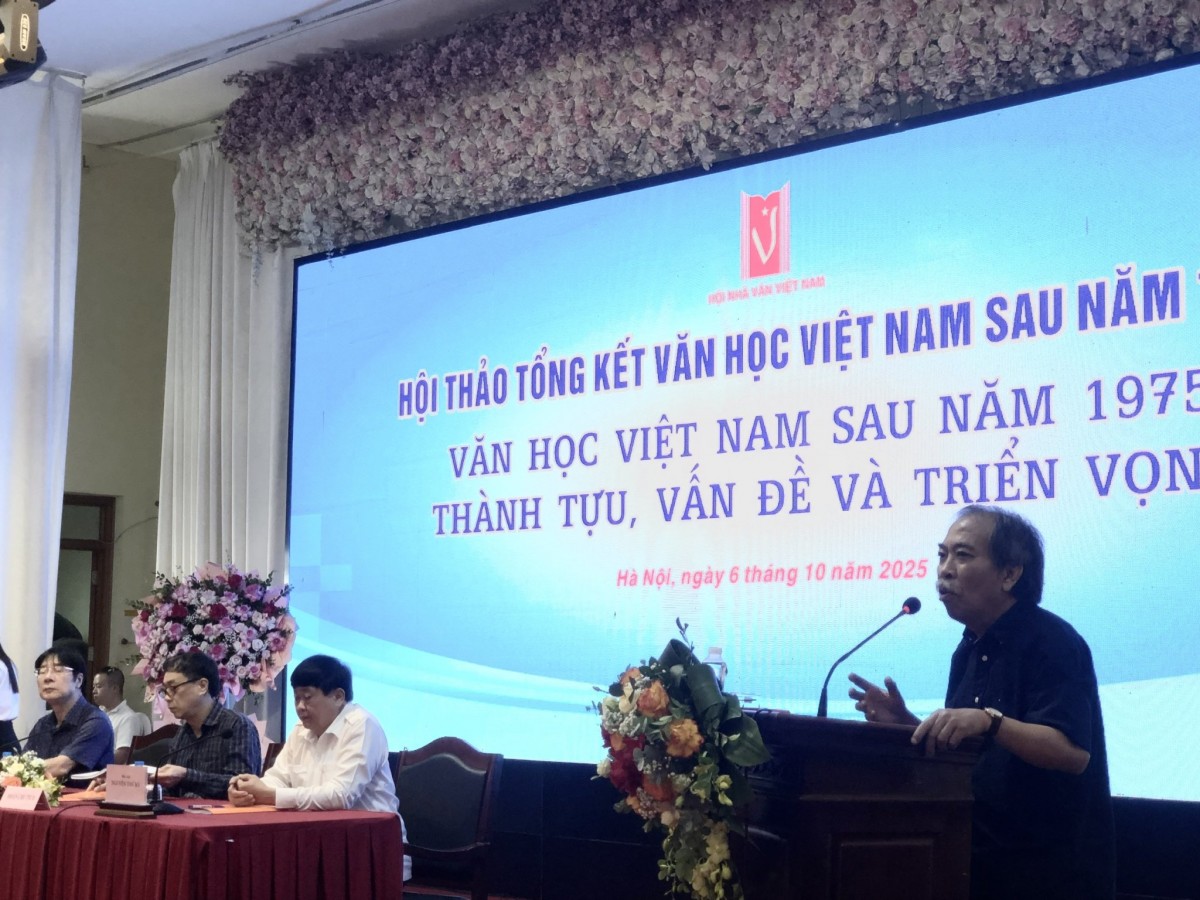 HỘI NHÀ VĂN VIỆT NAM
HỘI THẢO TỔNG KẾT VĂN HỌC VIỆT NAM SAU NĂM
VĂN HỌC VIỆT NAM SAU NĂM 1975
THÀNH TỰU, VẤN ĐỀ VÀ TRIỂN VỌN
Hà Nội, ngày 6 tháng 10 năm 2025